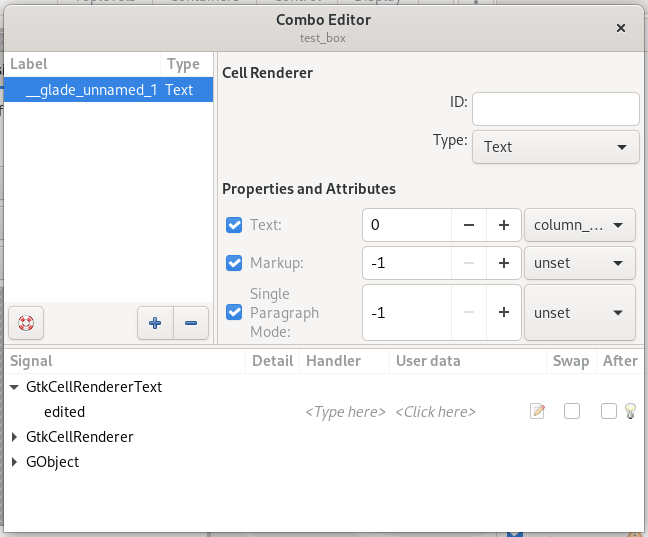 Combo Editor
test_box
Label Type
__glade_unnamed_1 Text
Cell Renderer
ID:
Type: Text
Properties and Attributes
Text: 0 column_...
Markup: -1 unset
Single
Paragraph
Mode: -1 unset
Signal Detail Handler User data Swap After
GtkCellRendererText
edited <Type here> <Click here>
GtkCellRenderer
GObject